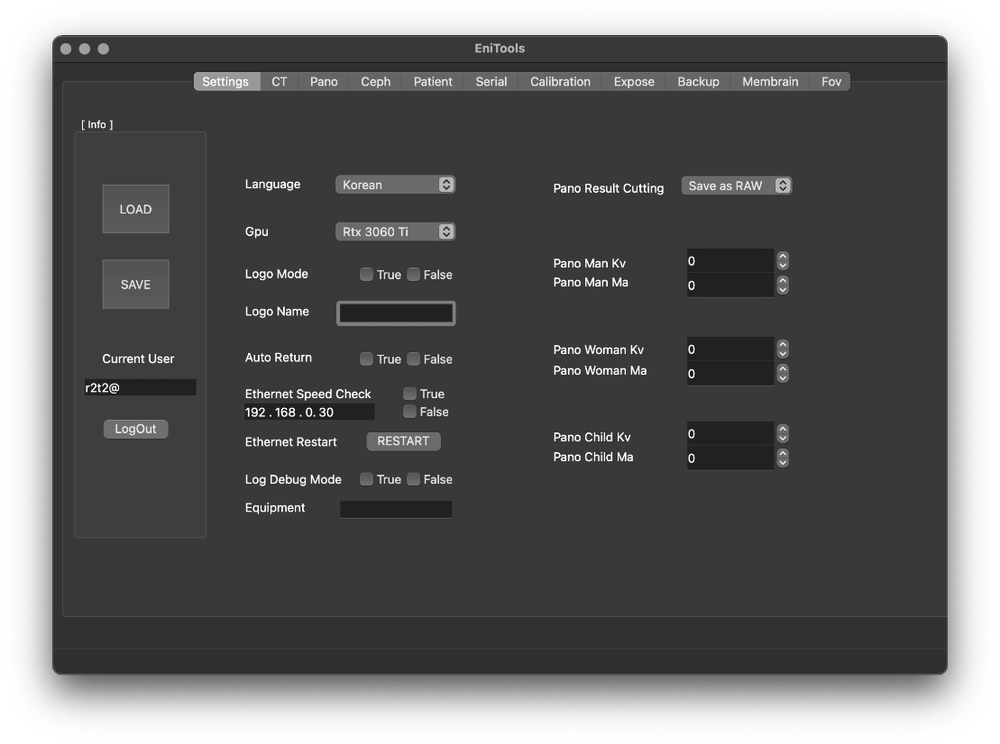 EniTools
Settings CT Pano Ceph Patient Serial Calibration Expose Backup Membrain Fov
[ Info ]
LOAD
SAVE
Current User
r2t2@
LogOut
Language Korean
Gpu Rtx 3060 Ti
Logo Mode True False
Logo Name
Auto Return True False
Ethernet Speed Check True
192 . 168 . 0. 30 False
Ethernet Restart RESTART
Log Debug Mode True False
Equipment
Pano Result Cutting Save as RAW
Pano Man Kv 0
Pano Man Ma 0
Pano Woman Kv 0
Pano Woman Ma 0
Pano Child Kv 0
Pano Child Ma 0